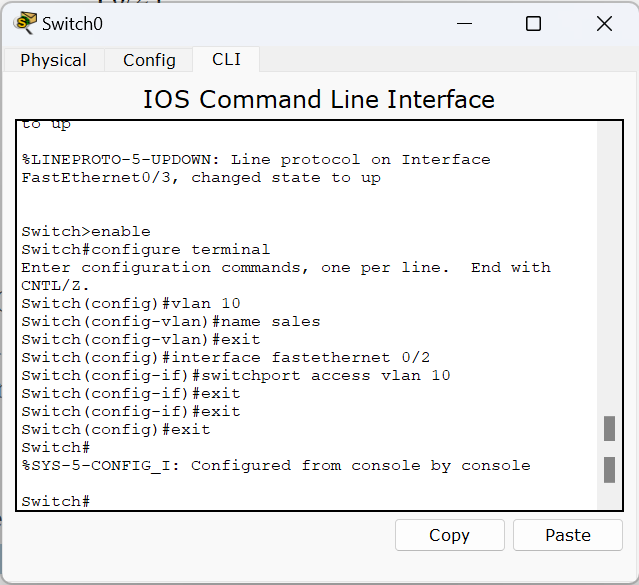 Switch0
Physical Config CLI
IOS Command Line Interface
to up
%LINEPROTO-5-UPDOWN: Line protocol on Interface
FastEthernet0/3, changed state to up
Switch>enable
Switch#configure terminal
Enter configuration commands, one per line.  End with
CNTL/Z.
Switch(config)#vlan 10
Switch(config-vlan)#name sales
Switch(config-vlan)#exit
Switch(config)#interface fastethernet 0/2
Switch(config-if)#switchport access vlan 10
Switch(config-if)#exit
Switch(config-if)#exit
Switch(config)#exit
Switch#
%SYS-5-CONFIG_I: Configured from console by console
Switch#
Copy Paste